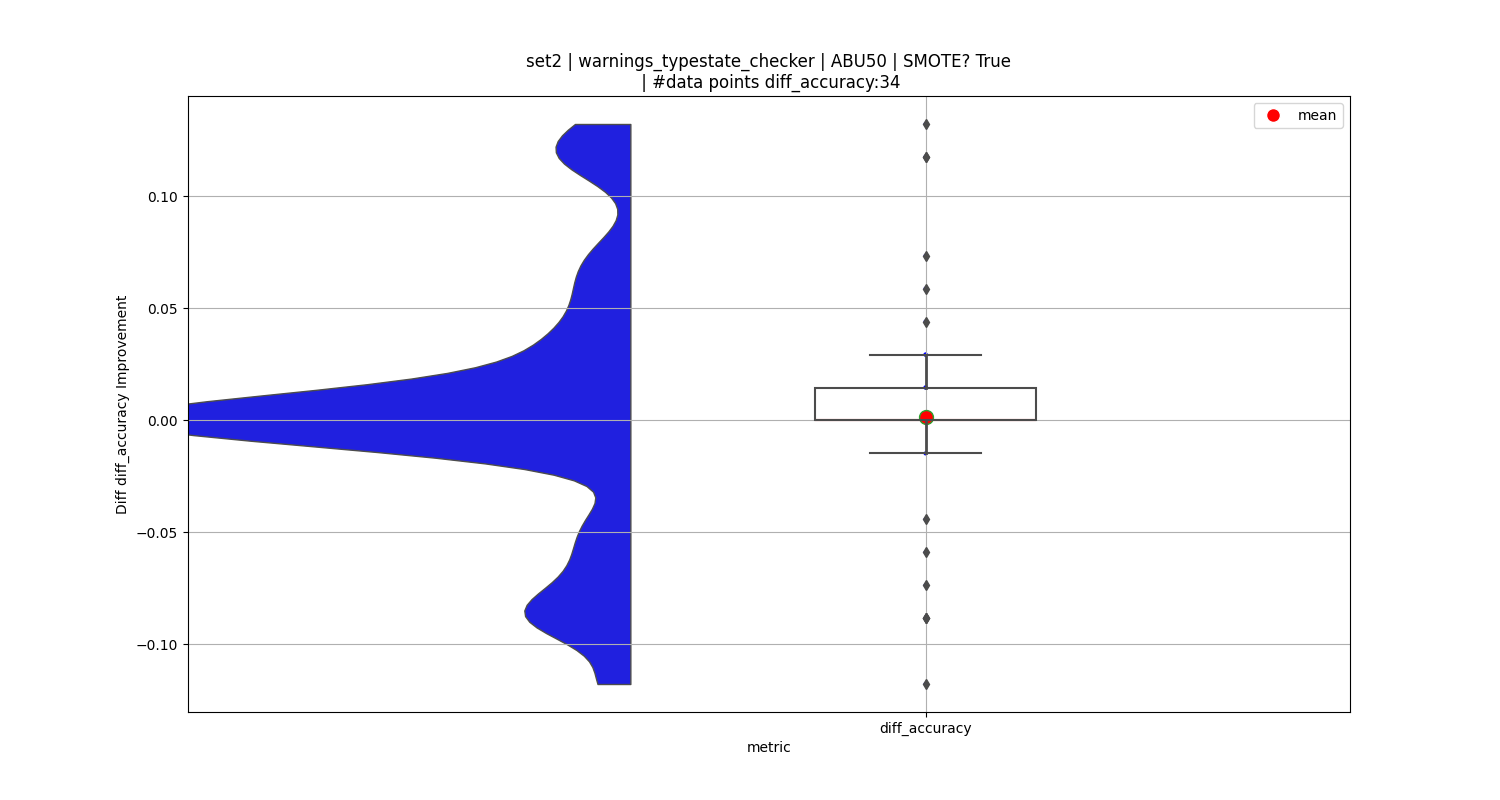 set2 | warnings_typestate_checker | ABU50 | SMOTE? True
| #data points diff_accuracy:34
mean
0.10
0.05
0.00
−0.05
−0.10
Diff diff_accuracy Improvement
diff_accuracy
metric